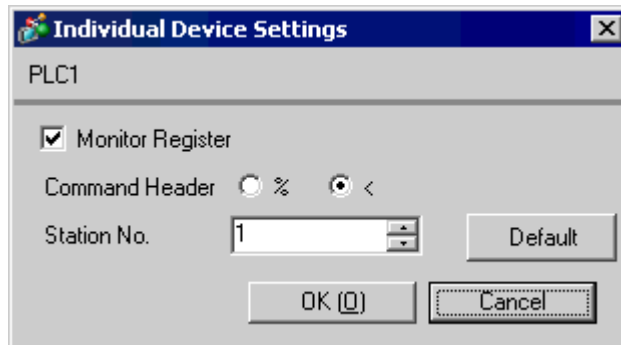 Individual Device Settings
PLC1
Monitor Register
Command Header % <
Station No. 1 Default
OK (O) Cancel